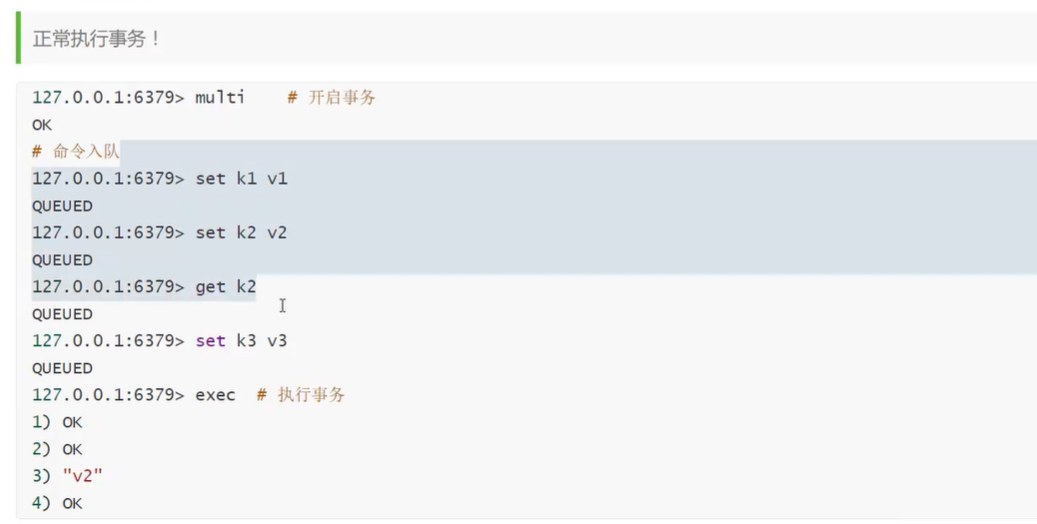 正常执行事务！
127.0.0.1:6379> multi    # 开启事务
OK
# 命令入队
127.0.0.1:6379> set k1 v1
QUEUED
127.0.0.1:6379> set k2 v2
QUEUED
127.0.0.1:6379> get k2
QUEUED
127.0.0.1:6379> set k3 v3
QUEUED
127.0.0.1:6379> exec  # 执行事务
1) OK
2) OK
3) "v2"
4) OK